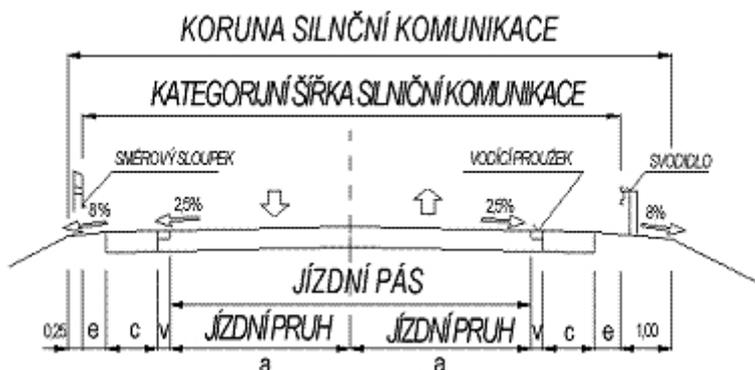 KORUNA SILNČNÍ KOMUNIKACE
KATEGORIJNÍ ŠÍŘKA SILNIČNÍ KOMUNIKACE
SMĚROVÝ SLOUPEK
VODÍCÍ PROUŽEK
SVODIDLO
8% 2,5% 2,5% 8%
JÍZDNÍ PÁS
0,25 e c v JÍZDNÍ PRUH JÍZDNÍ PRUH v c e 1,00
a a